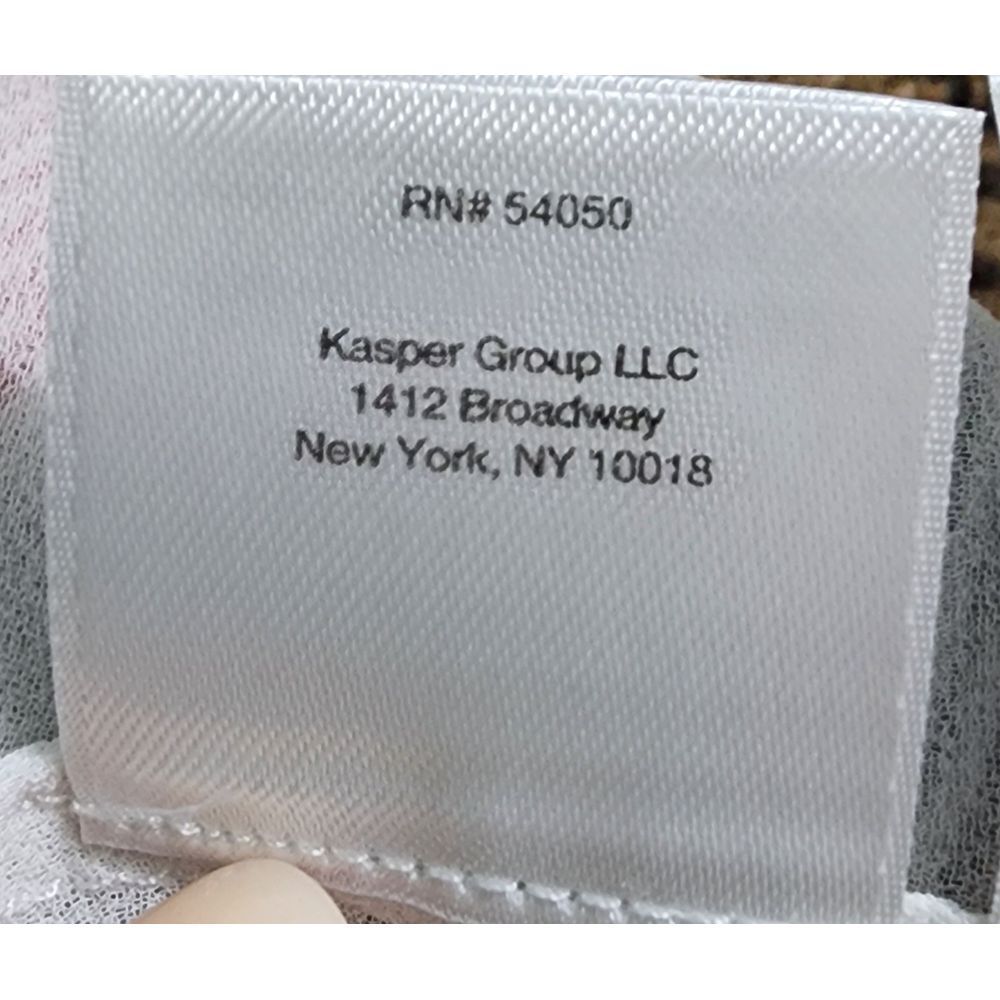 RN# 54050
Kasper Group LLC
1412 Broadway
New York, NY 10018